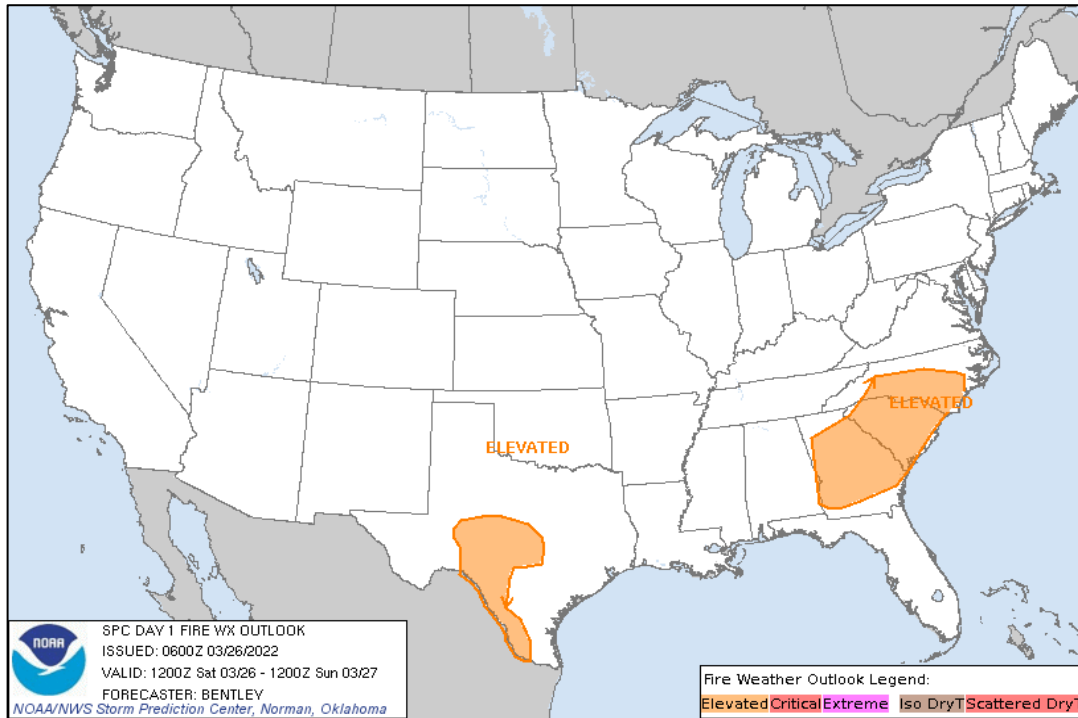 ELEVATED
ELEVATED
NOAA
SPC DAY 1 FIRE WX OUTLOOK
ISSUED: 0600Z 03/26/2022
VALID: 1200Z Sat 03/26 - 1200Z Sun 03/27
FORECASTER: BENTLEY
NOAA/NWS Storm Prediction Center, Norman, Oklahoma
Fire Weather Outlook Legend:
Elevated Critical Extreme Iso DryT Scattered DryT